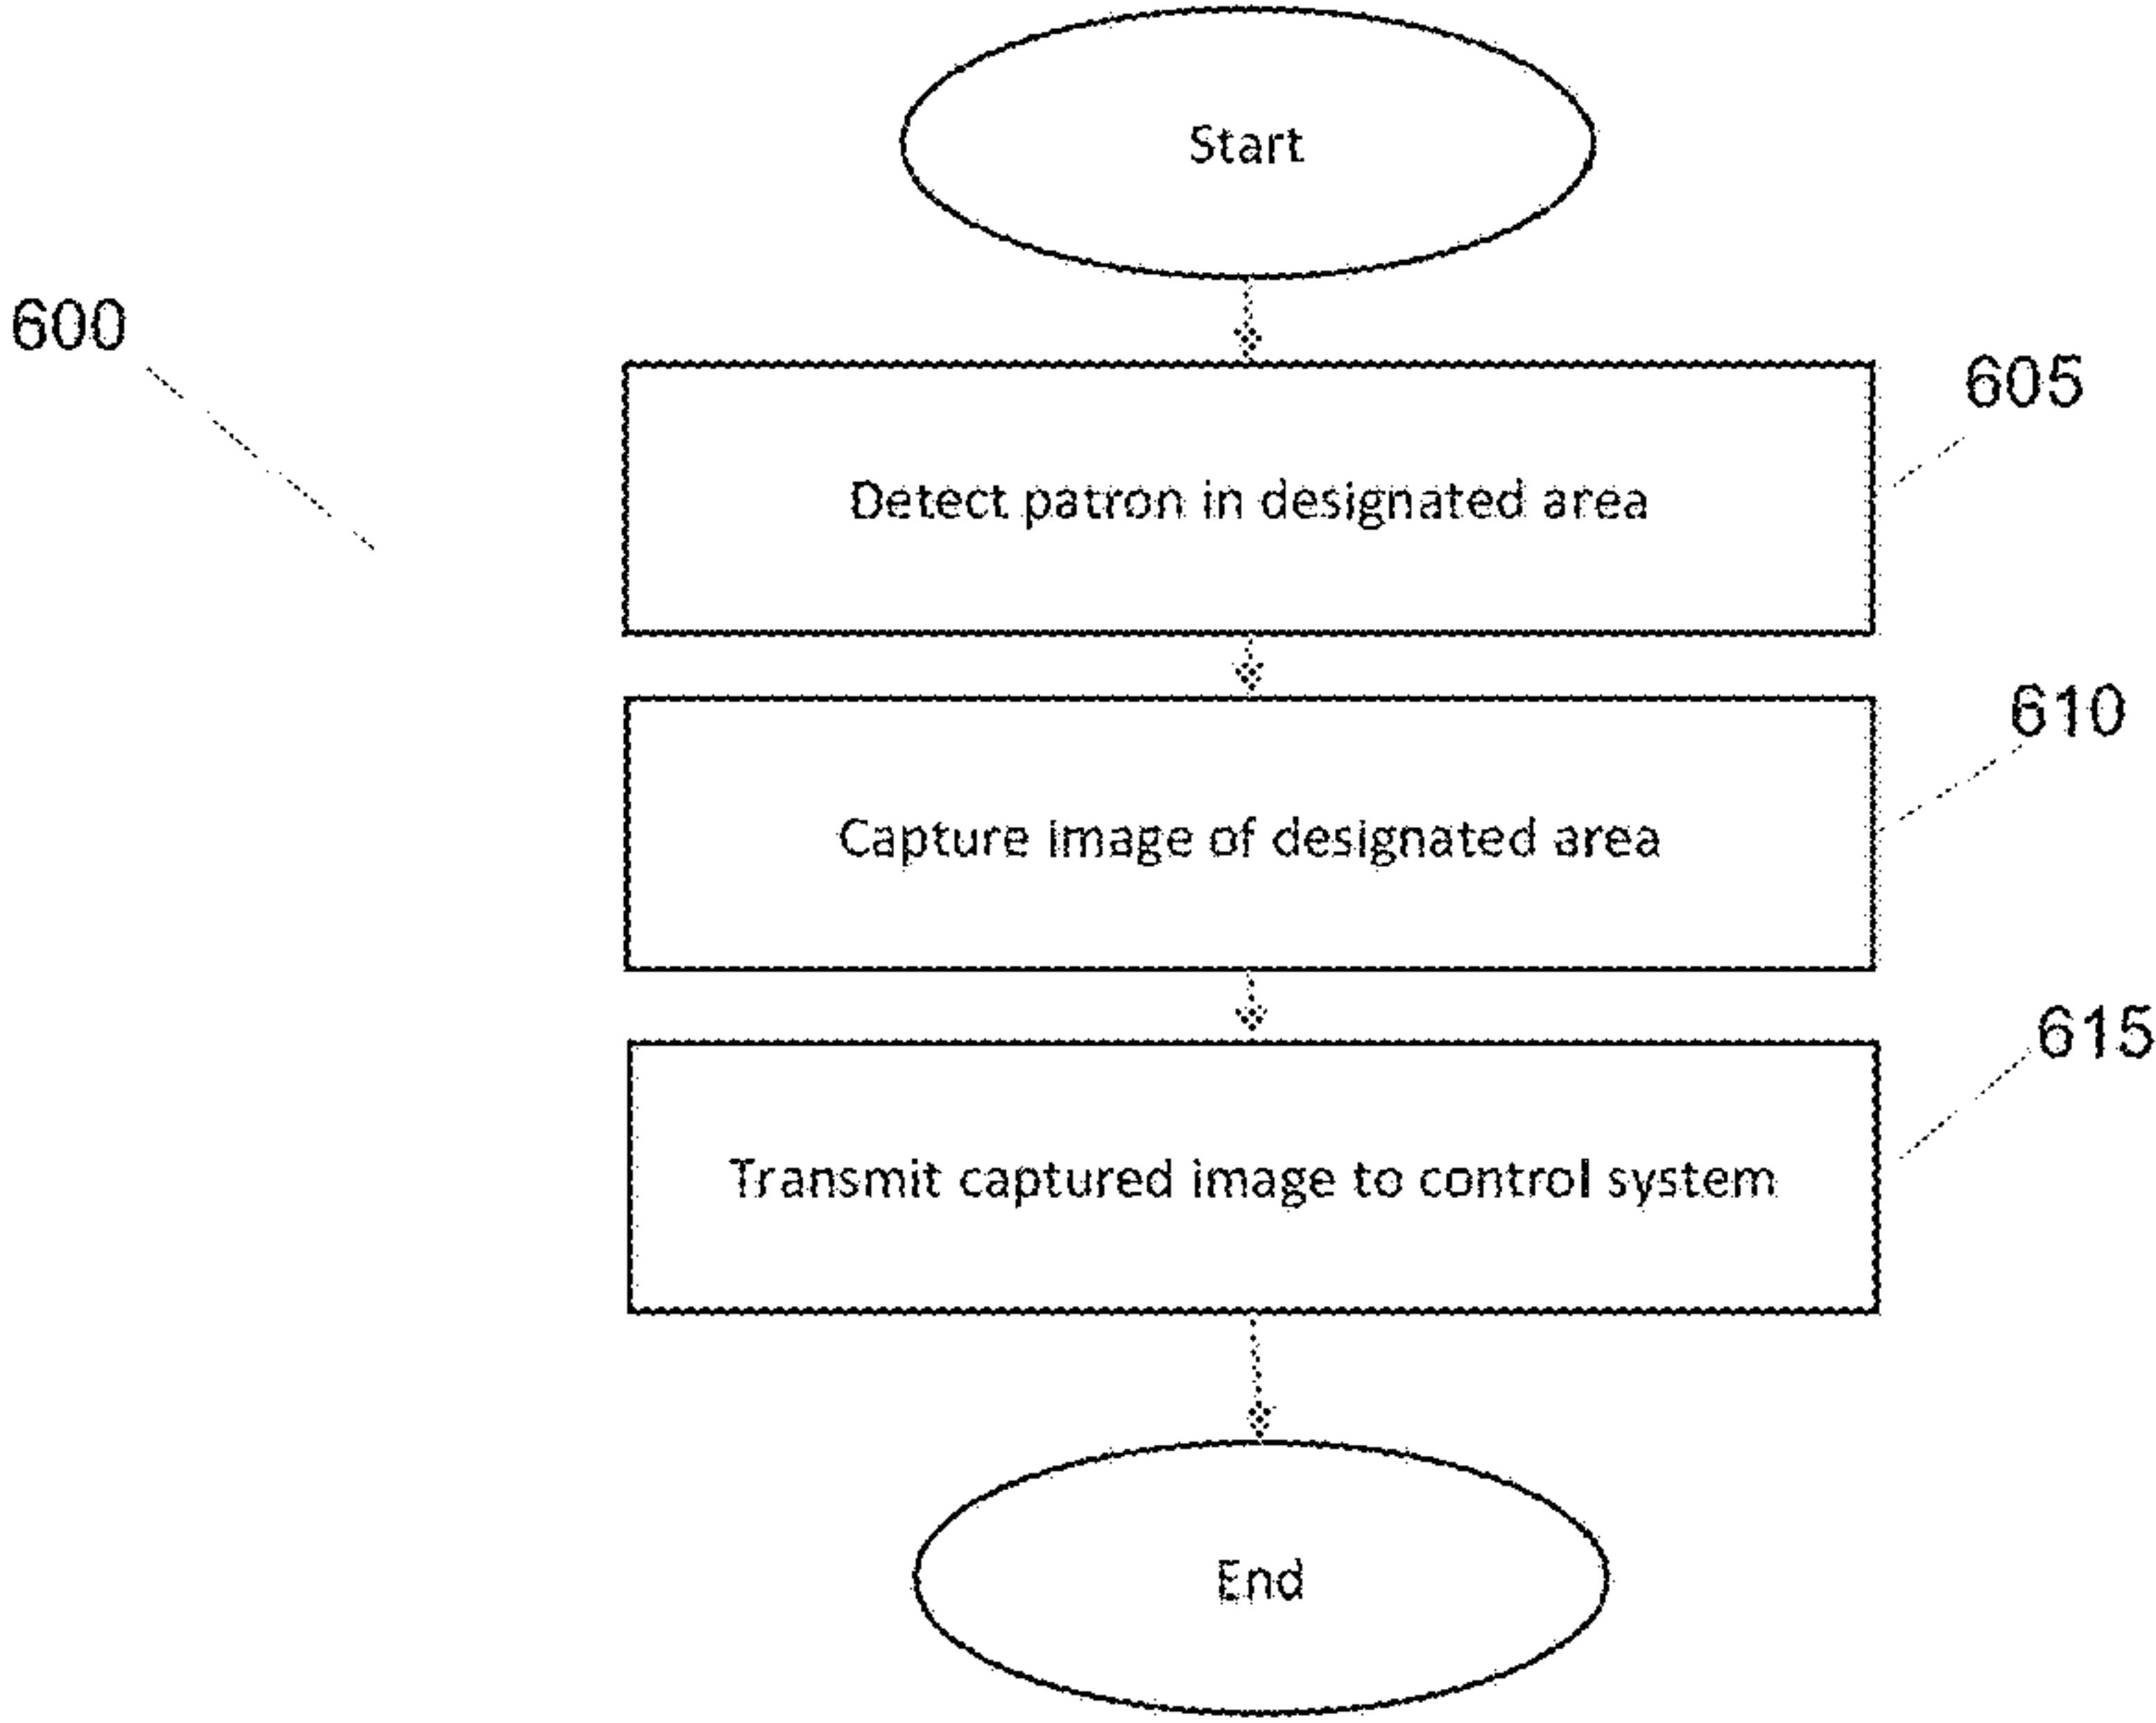 Start
600
605
Detect patron in designated area
610
Capture image of designated area
615
Transmit captured image to control system
End